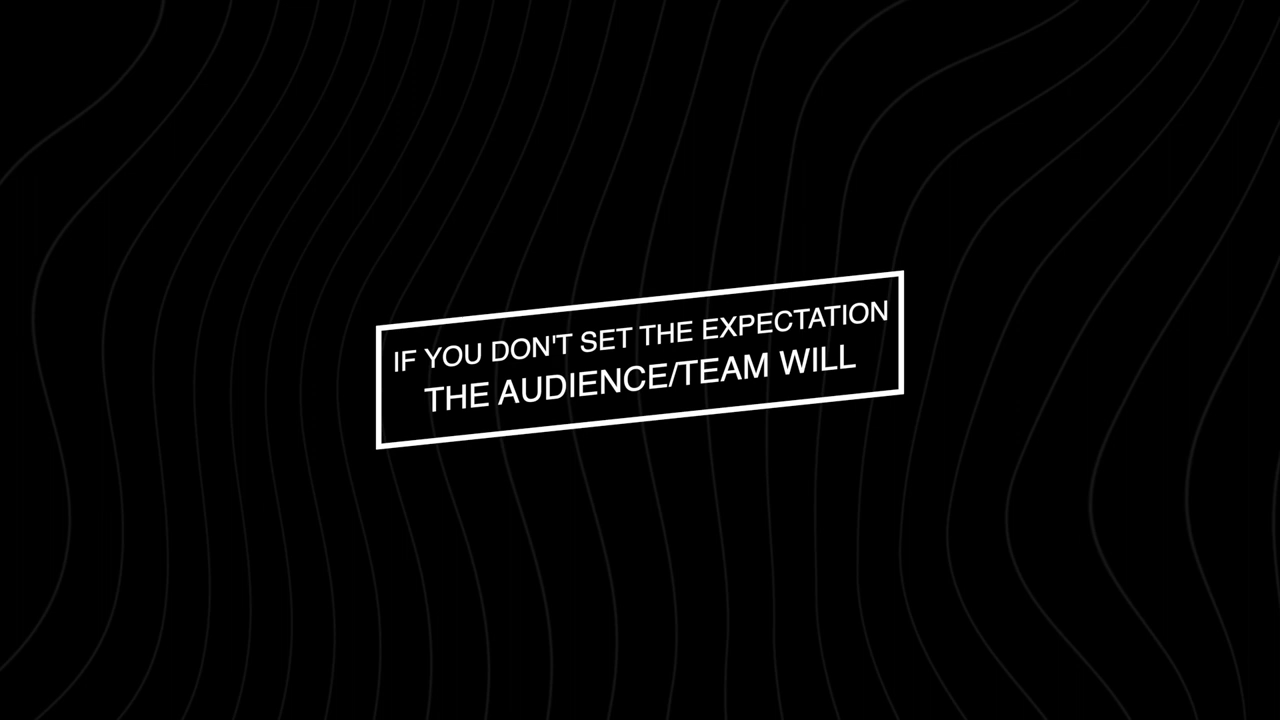 IF YOU DON'T SET THE EXPECTATION
THE AUDIENCE/TEAM WILL